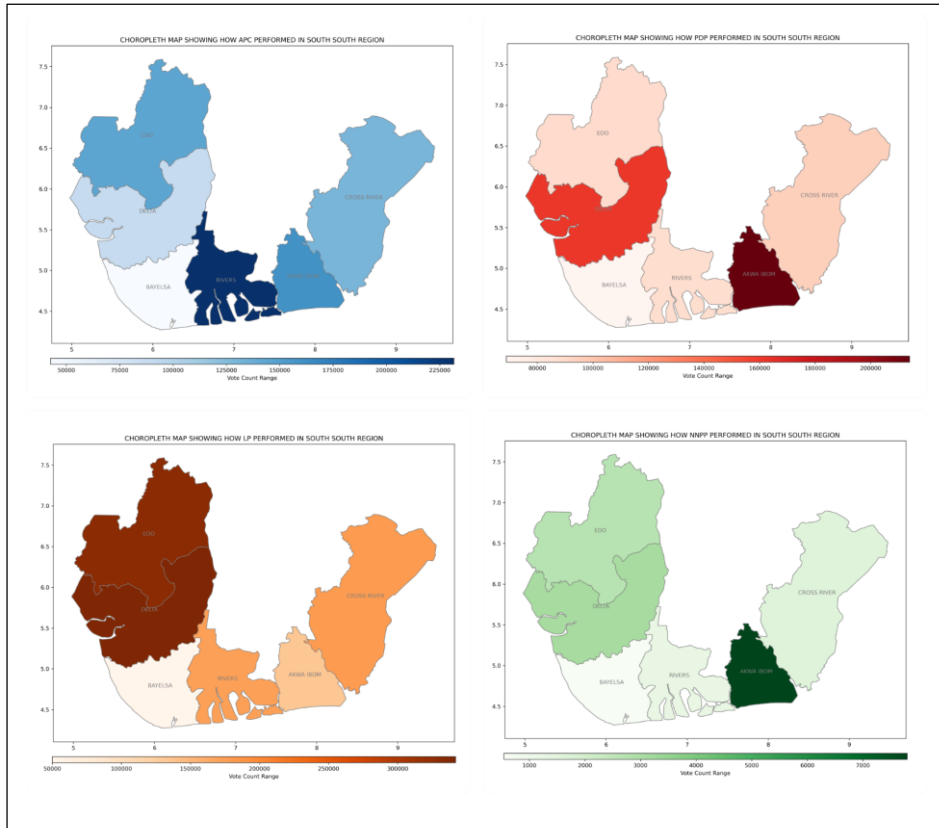 CHOROPLETH MAP SHOWING HOW APC PERFORMED IN SOUTH SOUTH REGION
7.5
7.0
6.5
6.0
5.5
5.0
4.5
EDO
DELTA
CROSS RIVER
RIVERS
BAYELSA
5 6 7 8 9
50000 75000 100000 125000 150000 175000 200000 225000
Vote Count Range
CHOROPLETH MAP SHOWING HOW PDP PERFORMED IN SOUTH SOUTH REGION
7.5
7.0
6.5
6.0
5.5
5.0
4.5
EDO
CROSS RIVER
AKWA IBOM
RIVERS
BAYELSA
5 6 7 8 9
80000 100000 120000 140000 160000 180000 200000
Vote Count Range
CHOROPLETH MAP SHOWING HOW LP PERFORMED IN SOUTH SOUTH REGION
7.5
7.0
6.5
6.0
5.5
5.0
4.5
EDO
DELTA
CROSS RIVER
AKWA IBOM
RIVERS
BAYELSA
5 6 7 8 9
50000 100000 150000 200000 250000 300000
Vote Count Range
CHOROPLETH MAP SHOWING HOW NNPP PERFORMED IN SOUTH SOUTH REGION
7.5
7.0
6.5
6.0
5.5
5.0
4.5
EDO
DELTA
CROSS RIVER
AKWA IBOM
RIVERS
BAYELSA
5 6 7 8 9
1000 2000 3000 4000 5000 6000 7000
Vote Count Range